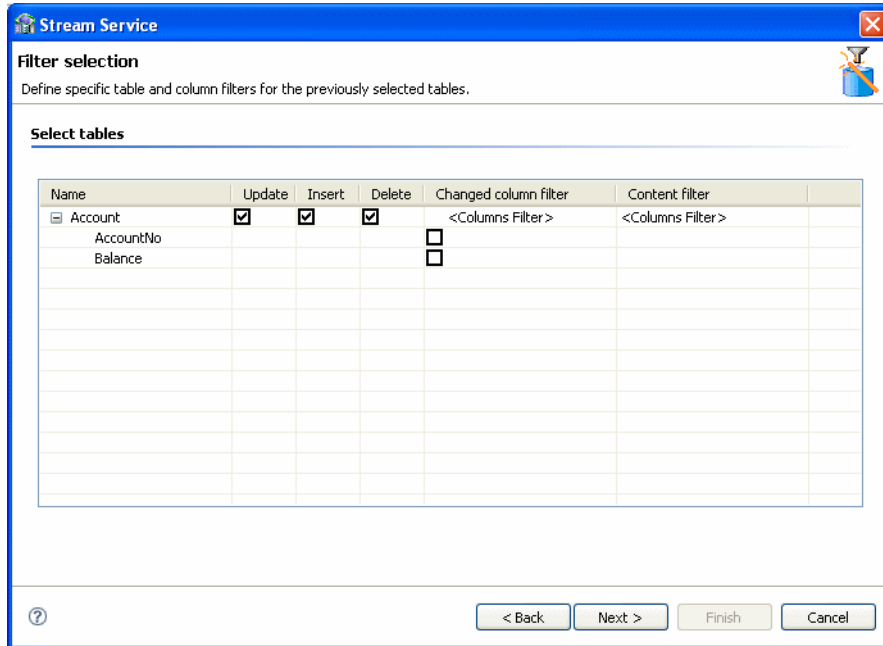 Stream Service
Filter selection
Define specific table and column filters for the previously selected tables.
Select tables
Name Update Insert Delete Changed column filter Content filter
Account <Columns Filter> <Columns Filter>
AccountNo
Balance
? < Back Next > Finish Cancel